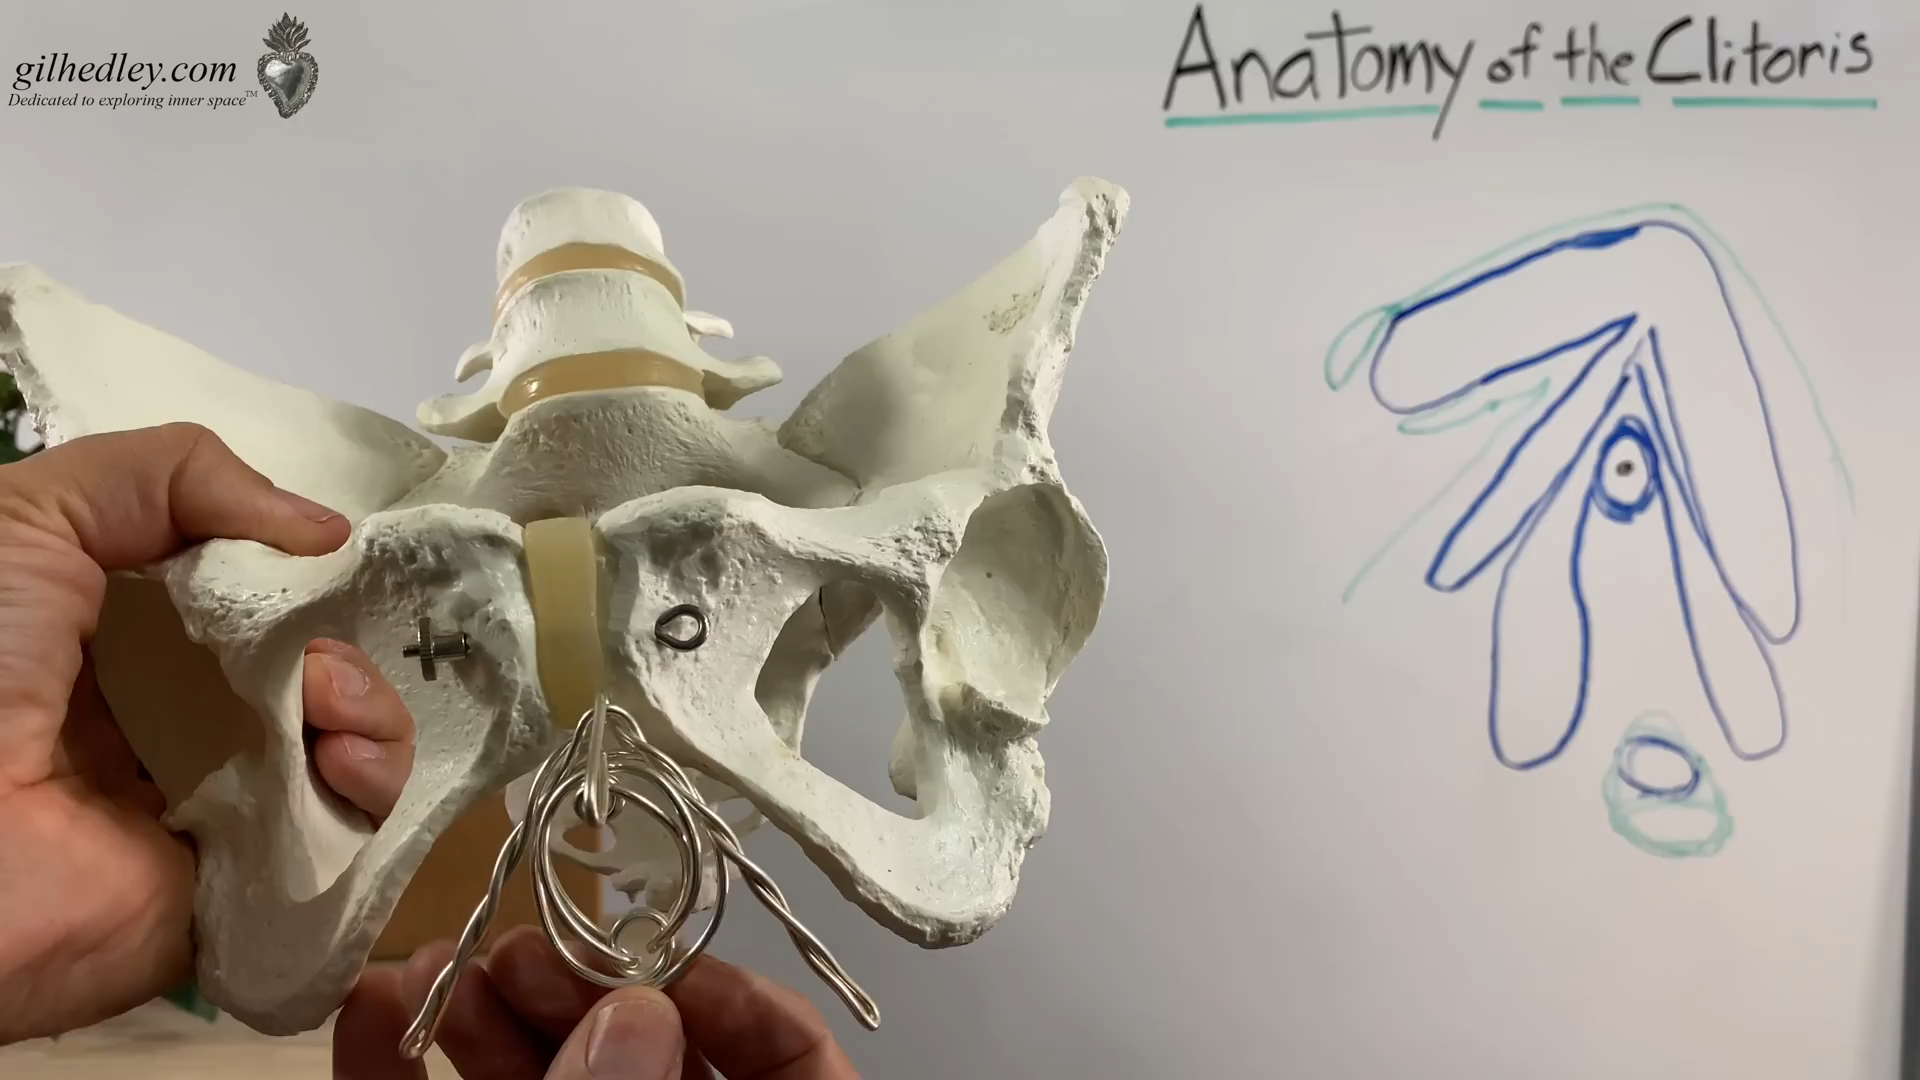 gilhedley.com
Dedicated to exploring inner space™
Anatomy of the Clitoris